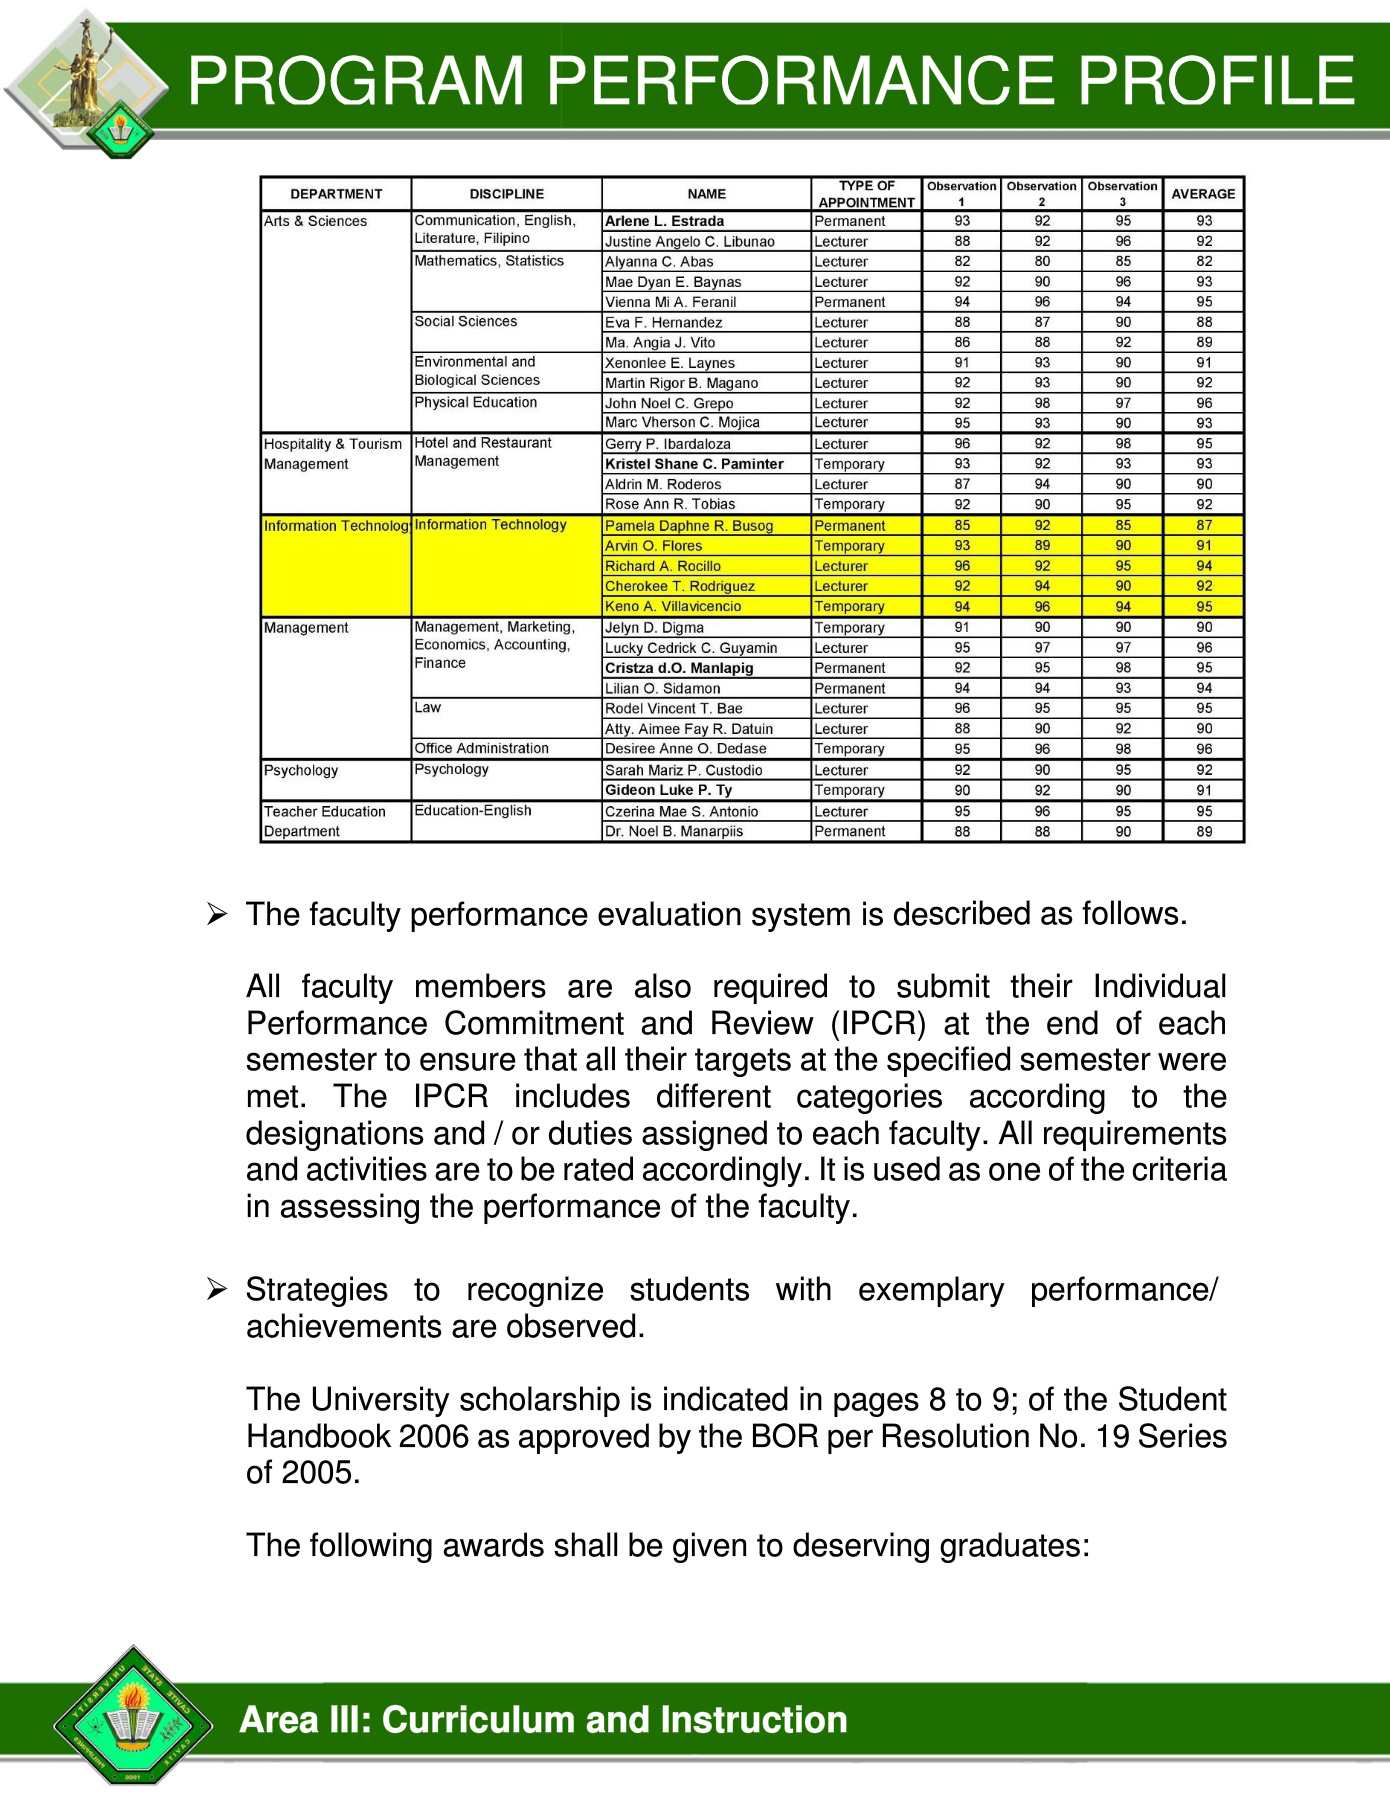 PROGRAM PERFORMANCE PROFILE
DEPARTMENT DISCIPLINE NAME TYPE OF APPOINTMENT Observation 1 Observation 2 Observation 3 AVERAGE
Arts & Sciences Communication, English, Literature, Filipino Arlene L. Estrada Permanent 93 92 95 93
Justine Angelo C. Libunao Lecturer 88 92 96 92
Mathematics, Statistics Alyanna C. Abas Lecturer 82 80 85 82
Mae Dyan E. Baynas Lecturer 92 90 96 93
Vienna Mi A. Feranil Permanent 94 96 94 95
Social Sciences Eva F. Hernandez Lecturer 88 87 90 88
Ma. Angia J. Vito Lecturer 86 88 92 89
Environmental and Biological Sciences Xenonlee E. Laynes Lecturer 91 93 90 91
Martin Rigor B. Magano Lecturer 92 93 90 92
Physical Education John Noel C. Grepo Lecturer 92 98 97 96
Marc Vherson C. Mojica Lecturer 95 93 90 93
Hospitality & Tourism Management Hotel and Restaurant Management Gerry P. Ibardaloza Lecturer 96 92 98 95
Kristel Shane C. Paminter Temporary 93 92 93 93
Aldrin M. Roderos Lecturer 87 94 90 90
Rose Ann R. Tobias Temporary 92 90 95 92
Information Technolog Information Technology Pamela Daphne R. Busog Permanent 85 92 85 87
Arvin O. Flores Temporary 93 89 90 91
Richard A. Rocillo Lecturer 96 92 95 94
Cherokee T. Rodriguez Lecturer 92 94 90 92
Keno A. Villavicencio Temporary 94 96 94 95
Management Management, Marketing, Economics, Accounting, Finance Jelyn D. Digma Temporary 91 90 90 90
Lucky Cedrick C. Guyamin Lecturer 95 97 97 96
Cristza d.O. Manlapig Permanent 92 95 98 95
Lilian O. Sidamon Permanent 94 94 93 94
Law Rodel Vincent T. Bae Lecturer 96 95 95 95
Atty. Aimee Fay R. Datuin Lecturer 88 90 92 90
Office Administration Desiree Anne O. Dedase Temporary 95 96 98 96
Psychology Psychology Sarah Mariz P. Custodio Lecturer 92 90 95 92
Gideon Luke P. Ty Temporary 90 92 90 91
Teacher Education Department Education-English Czerina Mae S. Antonio Lecturer 95 96 95 95
Dr. Noel B. Manarpiis Permanent 88 88 90 89
➢ The faculty performance evaluation system is described as follows.
All faculty members are also required to submit their Individual
Performance Commitment and Review (IPCR) at the end of each
semester to ensure that all their targets at the specified semester were
met. The IPCR includes different categories according to the
designations and / or duties assigned to each faculty. All requirements
and activities are to be rated accordingly. It is used as one of the criteria
in assessing the performance of the faculty.
➢ Strategies to recognize students with exemplary performance/
achievements are observed.
The University scholarship is indicated in pages 8 to 9; of the Student
Handbook 2006 as approved by the BOR per Resolution No. 19 Series
of 2005.
The following awards shall be given to deserving graduates:
CAVITE STATE UNIVERSITY
CAVITE PHILIPPINES
1906
Area III: Curriculum and Instruction